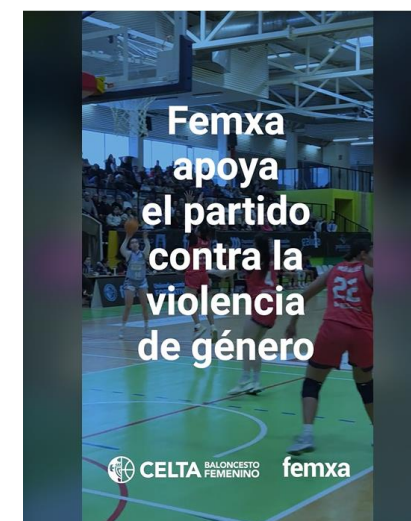 Femxa
apoya
el partido
contra la
violencia
de género
22
CELTA BALONCESTO FEMENINO femxa